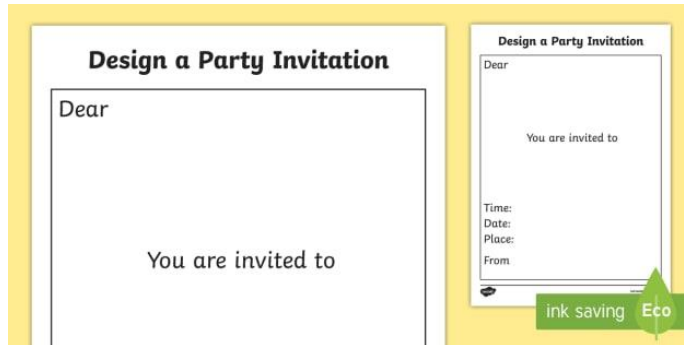 Design a Party Invitation
Dear
You are invited to
Design a Party Invitation
Dear
You are invited to
Time:
Date:
Place:
From
ink saving Eco